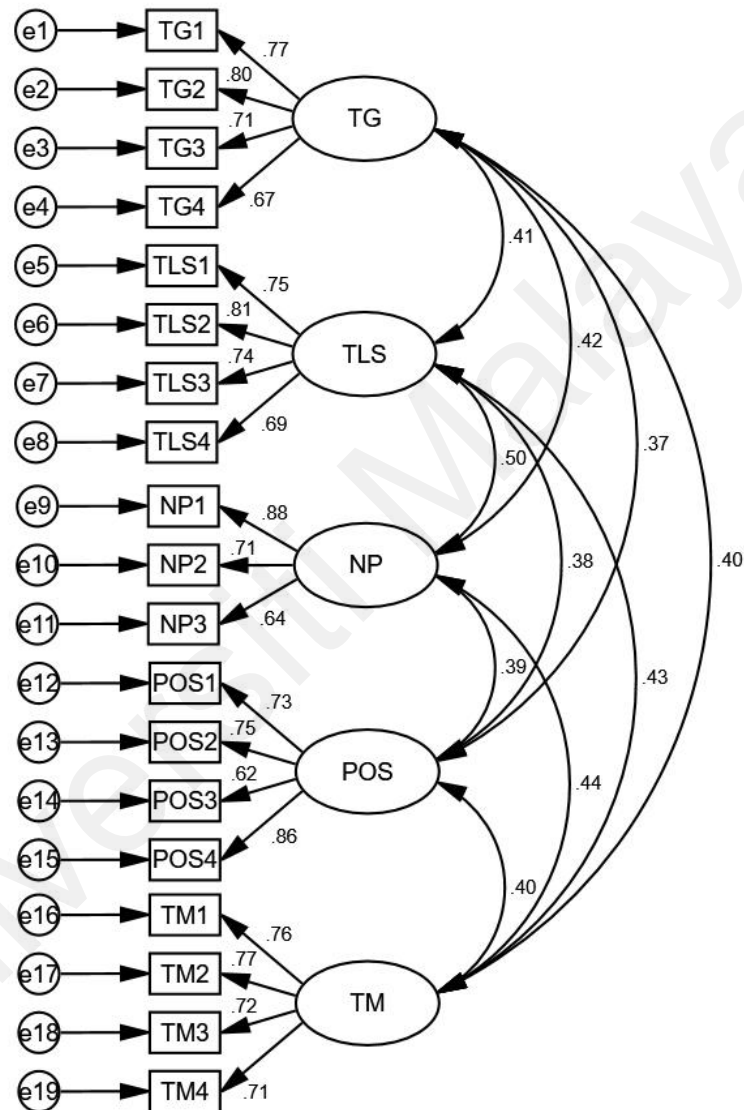 e1 TG1 .77
e2 TG2 .80
TG
e3 TG3 .71
e4 TG4 .67
.41
e5 TLS1 .75
e6 TLS2 .81
.42
TLS
e7 TLS3 .74
e8 TLS4 .69
.37
.50
e9 NP1 .88
e10 NP2 .71
NP
.38
.40
e11 NP3 .64
.39
.43
e12 POS1 .73
e13 POS2 .75
POS
e14 POS3 .62
.44
e15 POS4 .86
.40
e16 TM1 .76
e17 TM2 .77
TM
e18 TM3 .72
e19 TM4 .71
Universiti Malaya